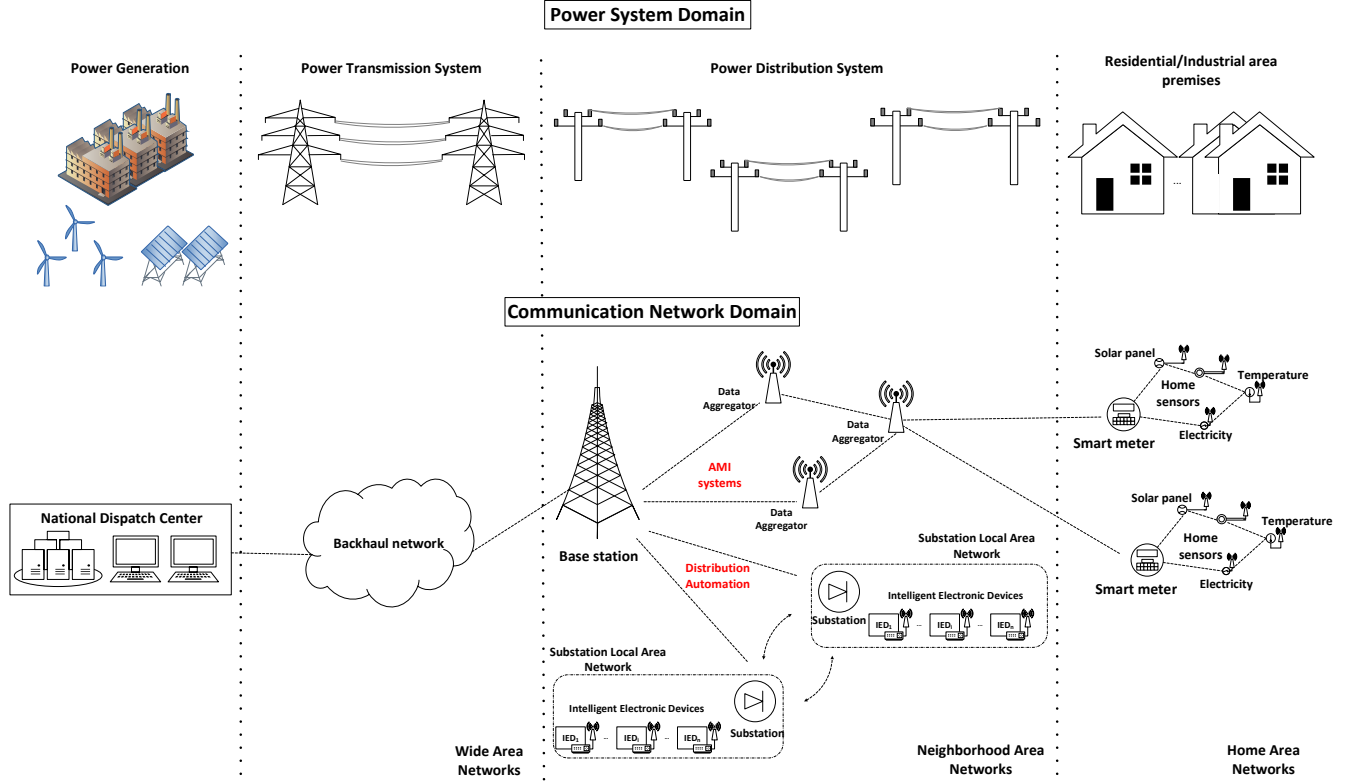 Power System Domain
Power Generation
Power Transmission System
Power Distribution System
Residential/Industrial area
premises
...
Communication Network Domain
Solar panel
Temperature
Home
sensors
Electricity
Smart meter
Data
Aggregator
Data
Aggregator
AMI
systems
Data
Aggregator
National Dispatch Center
Backhaul network
Base station
Distribution
Automation
Substation Local Area
Network
Intelligent Electronic Devices
Substation
IED1 .. IEDi .. IEDn
Solar panel
Temperature
Home
sensors
Electricity
Smart meter
Substation Local Area
Network
Intelligent Electronic Devices
Substation
IED1 .. IEDi .. IEDn
Wide Area
Networks
Neighborhood Area
Networks
Home Area
Networks